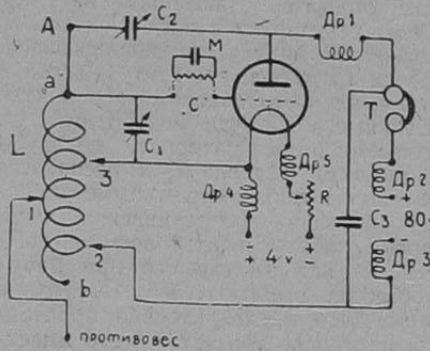 A
C₂
Др 1
M
a
C
T
L
C₁
3
Др 5
Др 4
R
Др 2
+
1
C₃ 80
2
- + 4 v + -
-
Др 3
b
противовес